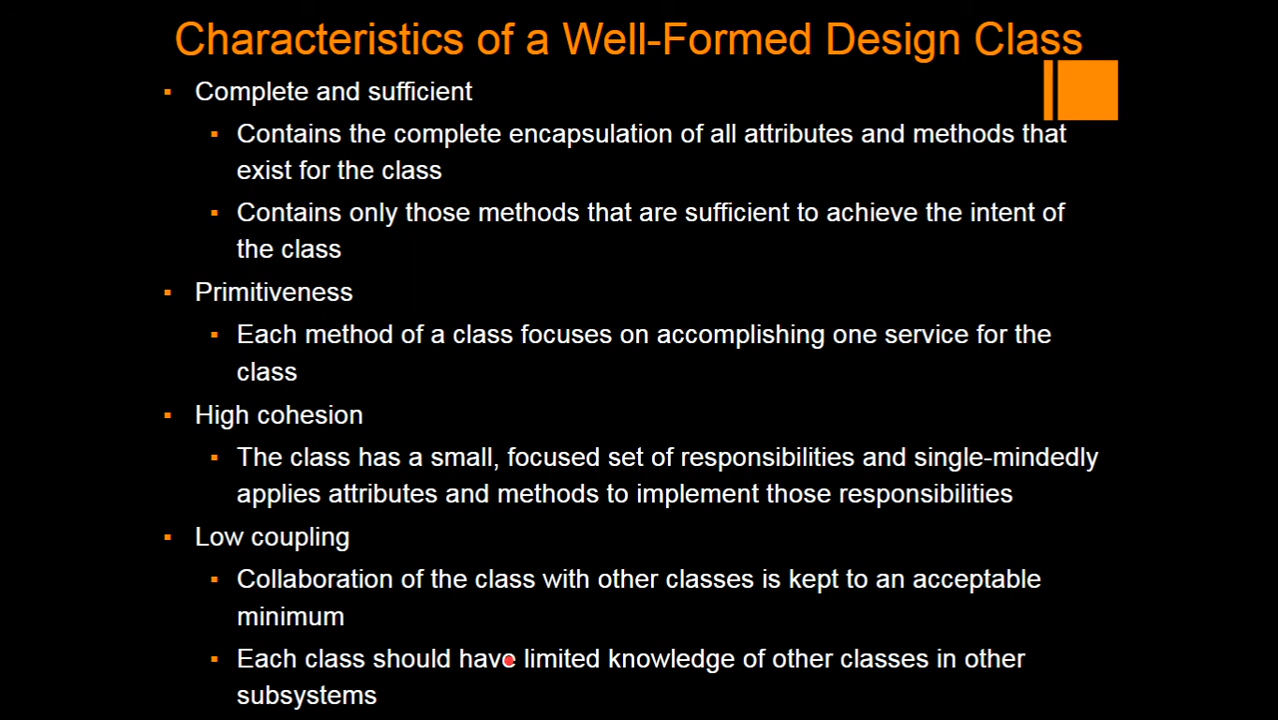 Characteristics of a Well-Formed Design Class
▪ Complete and sufficient
▪ Contains the complete encapsulation of all attributes and methods that
exist for the class
▪ Contains only those methods that are sufficient to achieve the intent of
the class
▪ Primitiveness
▪ Each method of a class focuses on accomplishing one service for the
class
▪ High cohesion
▪ The class has a small, focused set of responsibilities and single-mindedly
applies attributes and methods to implement those responsibilities
▪ Low coupling
▪ Collaboration of the class with other classes is kept to an acceptable
minimum
▪ Each class should have limited knowledge of other classes in other
subsystems